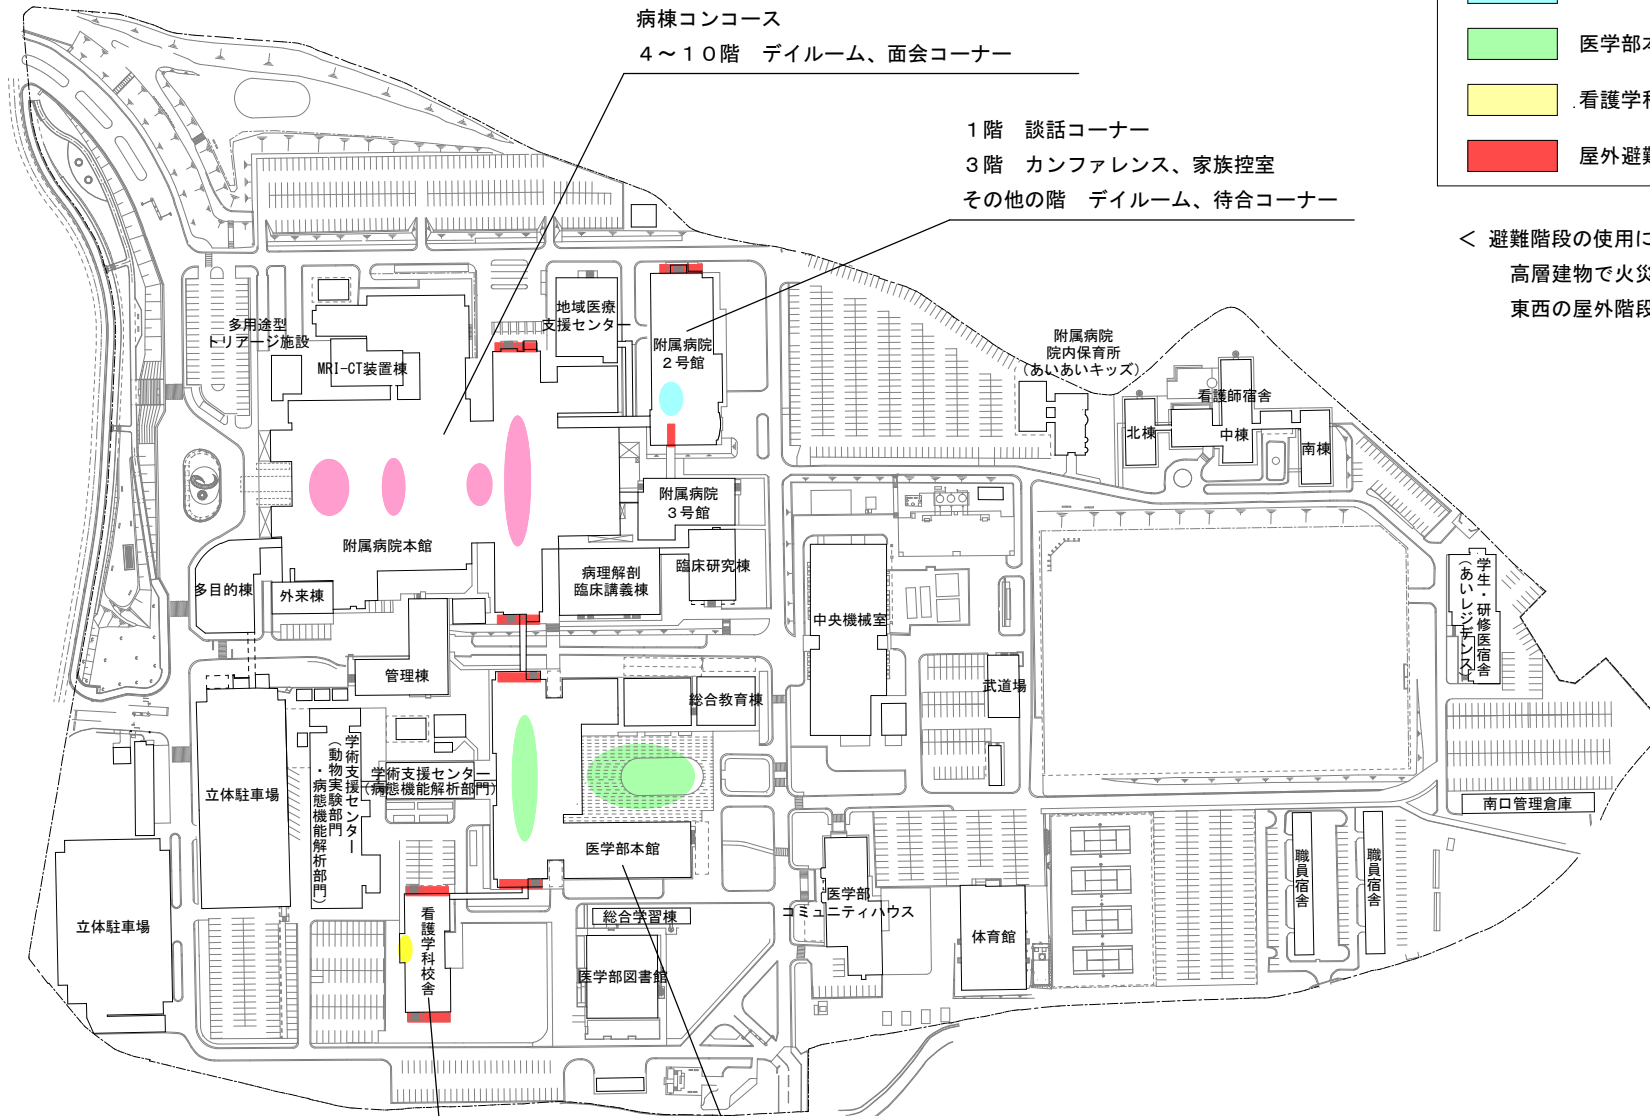 病棟コンコース
４～１０階　デイルーム、面会コーナー
１階　談話コーナー
３階　カンファレンス、家族控室
その他の階　デイルーム、待合コーナー
医学部本
看護学科
屋外避難
＜ 避難階段の使用に
高層建物で火災
東西の屋外階段
地域医療
支援センター
附属病院
２号館
多用途型
トリアージ施設
MRI-CT装置棟
附属病院
院内保育所
（あいあいキッズ）
看護師宿舎
北棟
中棟
南棟
附属病院
３号館
附属病院本館
臨床研究棟
病理解剖
臨床講義棟
多目的棟
外来棟
中央機械室
学生・研修医宿舎
（あいレジデンス）
管理棟
総合教育棟
武道場
学術支援センター
（動物実験部門
・病態機能解析部門）
学術支援センター
（病態機能解析部門）
立体駐車場
南口管理倉庫
医学部本館
職員宿舎
職員宿舎
医学部
コミュニティハウス
看護学科校舎
総合学習棟
立体駐車場
体育館
医学部図書館